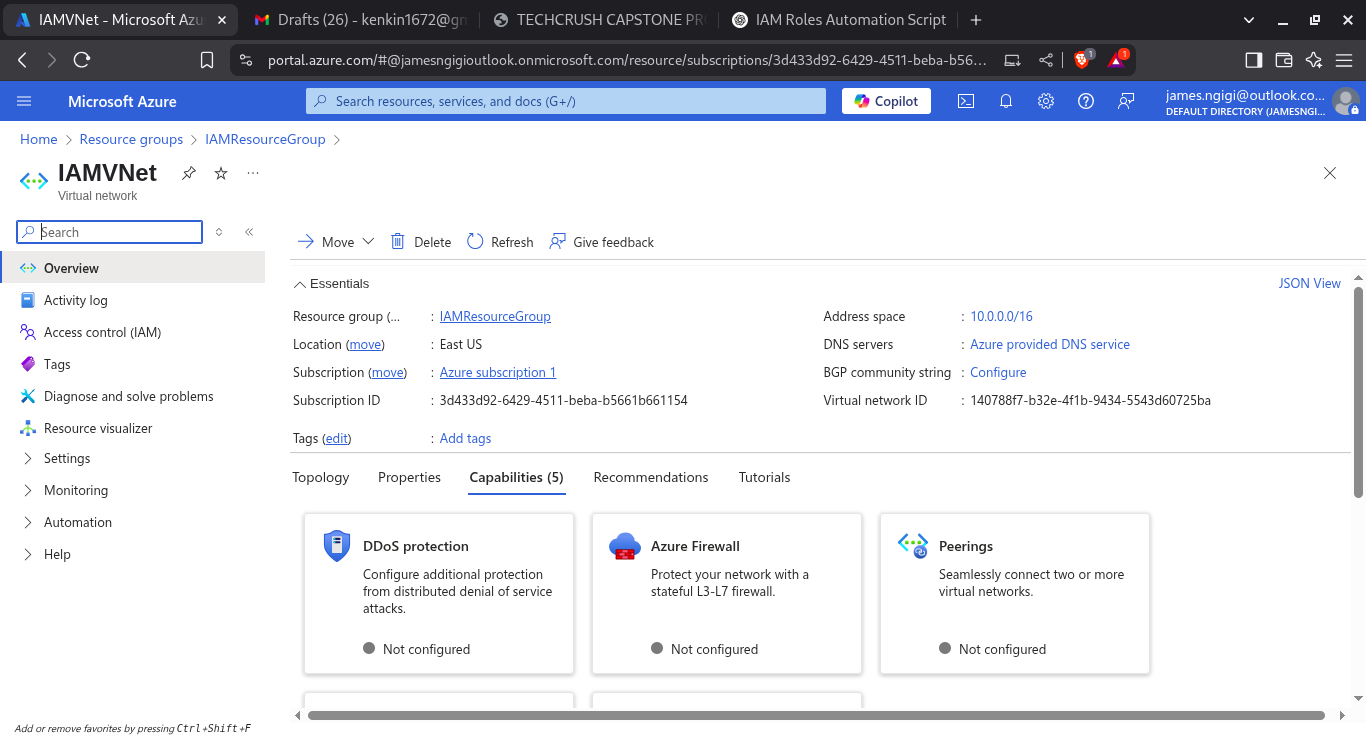 IAMVNet - Microsoft Azu
Drafts (26) - kenkin1672@gm
TECHCRUSH CAPSTONE PRO
IAM Roles Automation Script
portal.azure.com/#@jamesngigioutlook.onmicrosoft.com/resource/subscriptions/3d433d92-6429-4511-beba-b56...
1
1
Microsoft Azure
Search resources, services, and docs (G+/)
Copilot
james.ngigi@outlook.co...
DEFAULT DIRECTORY (JAMESNGI...
Home > Resource groups > IAMResourceGroup >
IAMVNet
Virtual network
Search
Overview
Activity log
Access control (IAM)
Tags
Diagnose and solve problems
Resource visualizer
Settings
Monitoring
Automation
Help
Add or remove favorites by pressing Ctrl+Shift+F
Move
Delete
Refresh
Give feedback
Essentials
JSON View
Resource group (... : IAMResourceGroup
Location (move) : East US
Subscription (move) : Azure subscription 1
Subscription ID : 3d433d92-6429-4511-beba-b5661b661154
Address space : 10.0.0.0/16
DNS servers : Azure provided DNS service
BGP community string : Configure
Virtual network ID : 140788f7-b32e-4f1b-9434-5543d60725ba
Tags (edit) : Add tags
Topology
Properties
Capabilities (5)
Recommendations
Tutorials
DDoS protection
Configure additional protection
from distributed denial of service
attacks.
Not configured
Azure Firewall
Protect your network with a
stateful L3-L7 firewall.
Not configured
Peerings
Seamlessly connect two or more
virtual networks.
Not configured